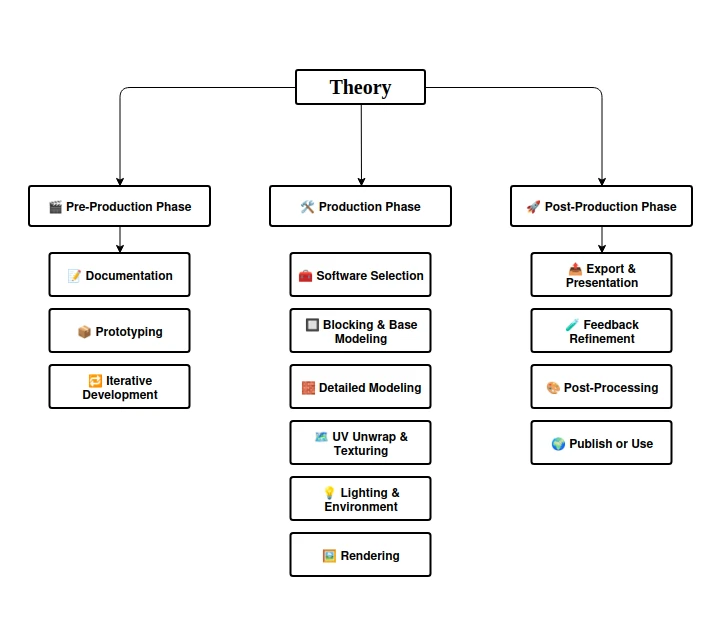 Theory
🎬 Pre-Production Phase
📝 Documentation
📦 Prototyping
🔁 Iterative
Development
🛠️ Production Phase
🧰 Software Selection
🔲 Blocking & Base
Modeling
🧱 Detailed Modeling
🗺️ UV Unwrap &
Texturing
💡 Lighting &
Environment
🖼️ Rendering
🚀 Post-Production Phase
📤 Export &
Presentation
🧪 Feedback
Refinement
🎨 Post-Processing
🌍 Publish or Use